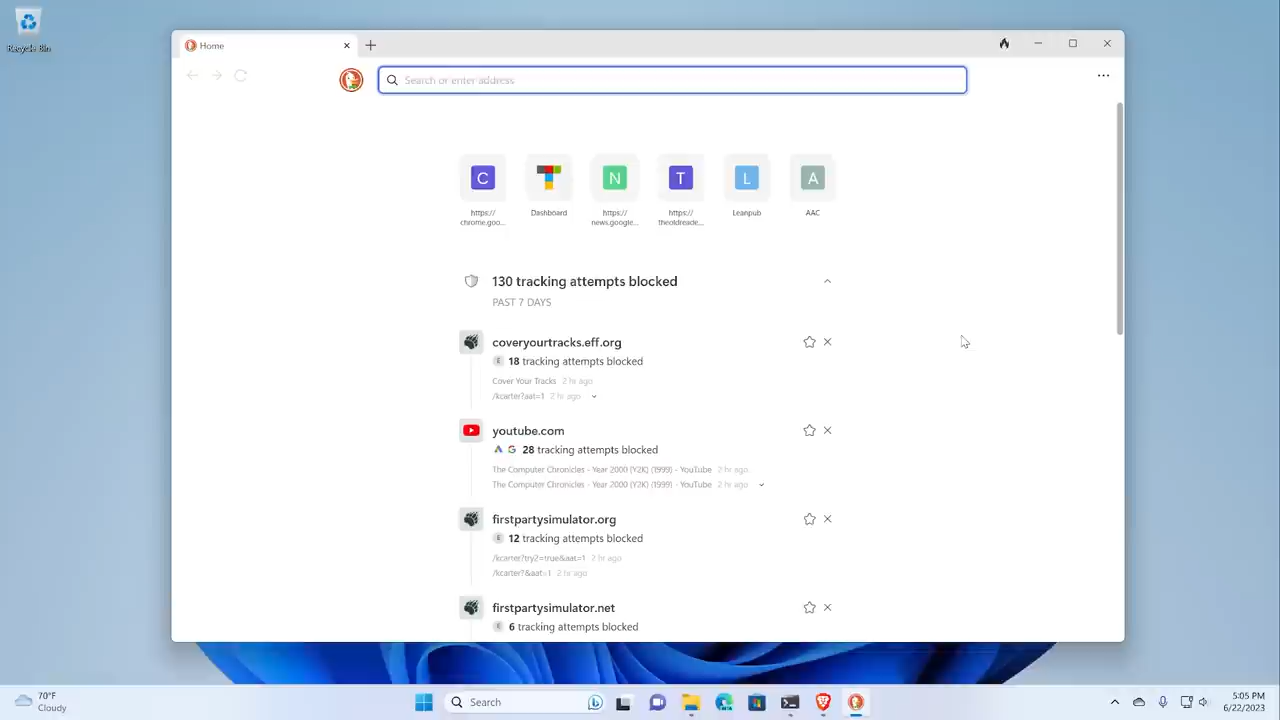 Recycle Bin
Home
Search or enter address
C
N
T
L
A
https://
chrome.goo...
Dashboard
https://
news.google...
https://
theoldreade...
Leanpub
AAC
130 tracking attempts blocked
PAST 7 DAYS
coveryourtracks.eff.org
E 18 tracking attempts blocked
Cover Your Tracks 2 hr ago
/kcarter?aat=1 2 hr ago
youtube.com
G 28 tracking attempts blocked
The Computer Chronicles - Year 2000 (Y2K) (1999) - YouTube 2 hr ago
The Computer Chronicles - Year 2000 (Y2K) (1999) - YouTube 2 hr ago
firstpartysimulator.org
E 12 tracking attempts blocked
/kcarter?try2=true&aat=1 2 hr ago
/kcarter?&aat=1 2 hr ago
firstpartysimulator.net
E 6 tracking attempts blocked
70°F
Cloudy
Search
5:05 PM
6/22/2023